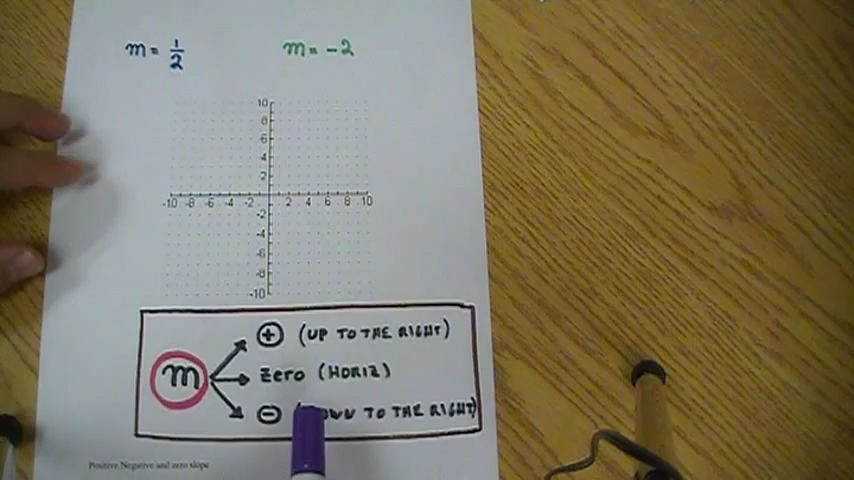 m = 1/2
m = -2
10
8
6
4
2
-10 -8 -6 -4 -2 2 4 6 8 10
-2
-4
-6
-8
-10
+ (UP TO THE RIGHT)
m zero (HORIZ)
- TO THE RIGHT)
Positive Negative and zero slope